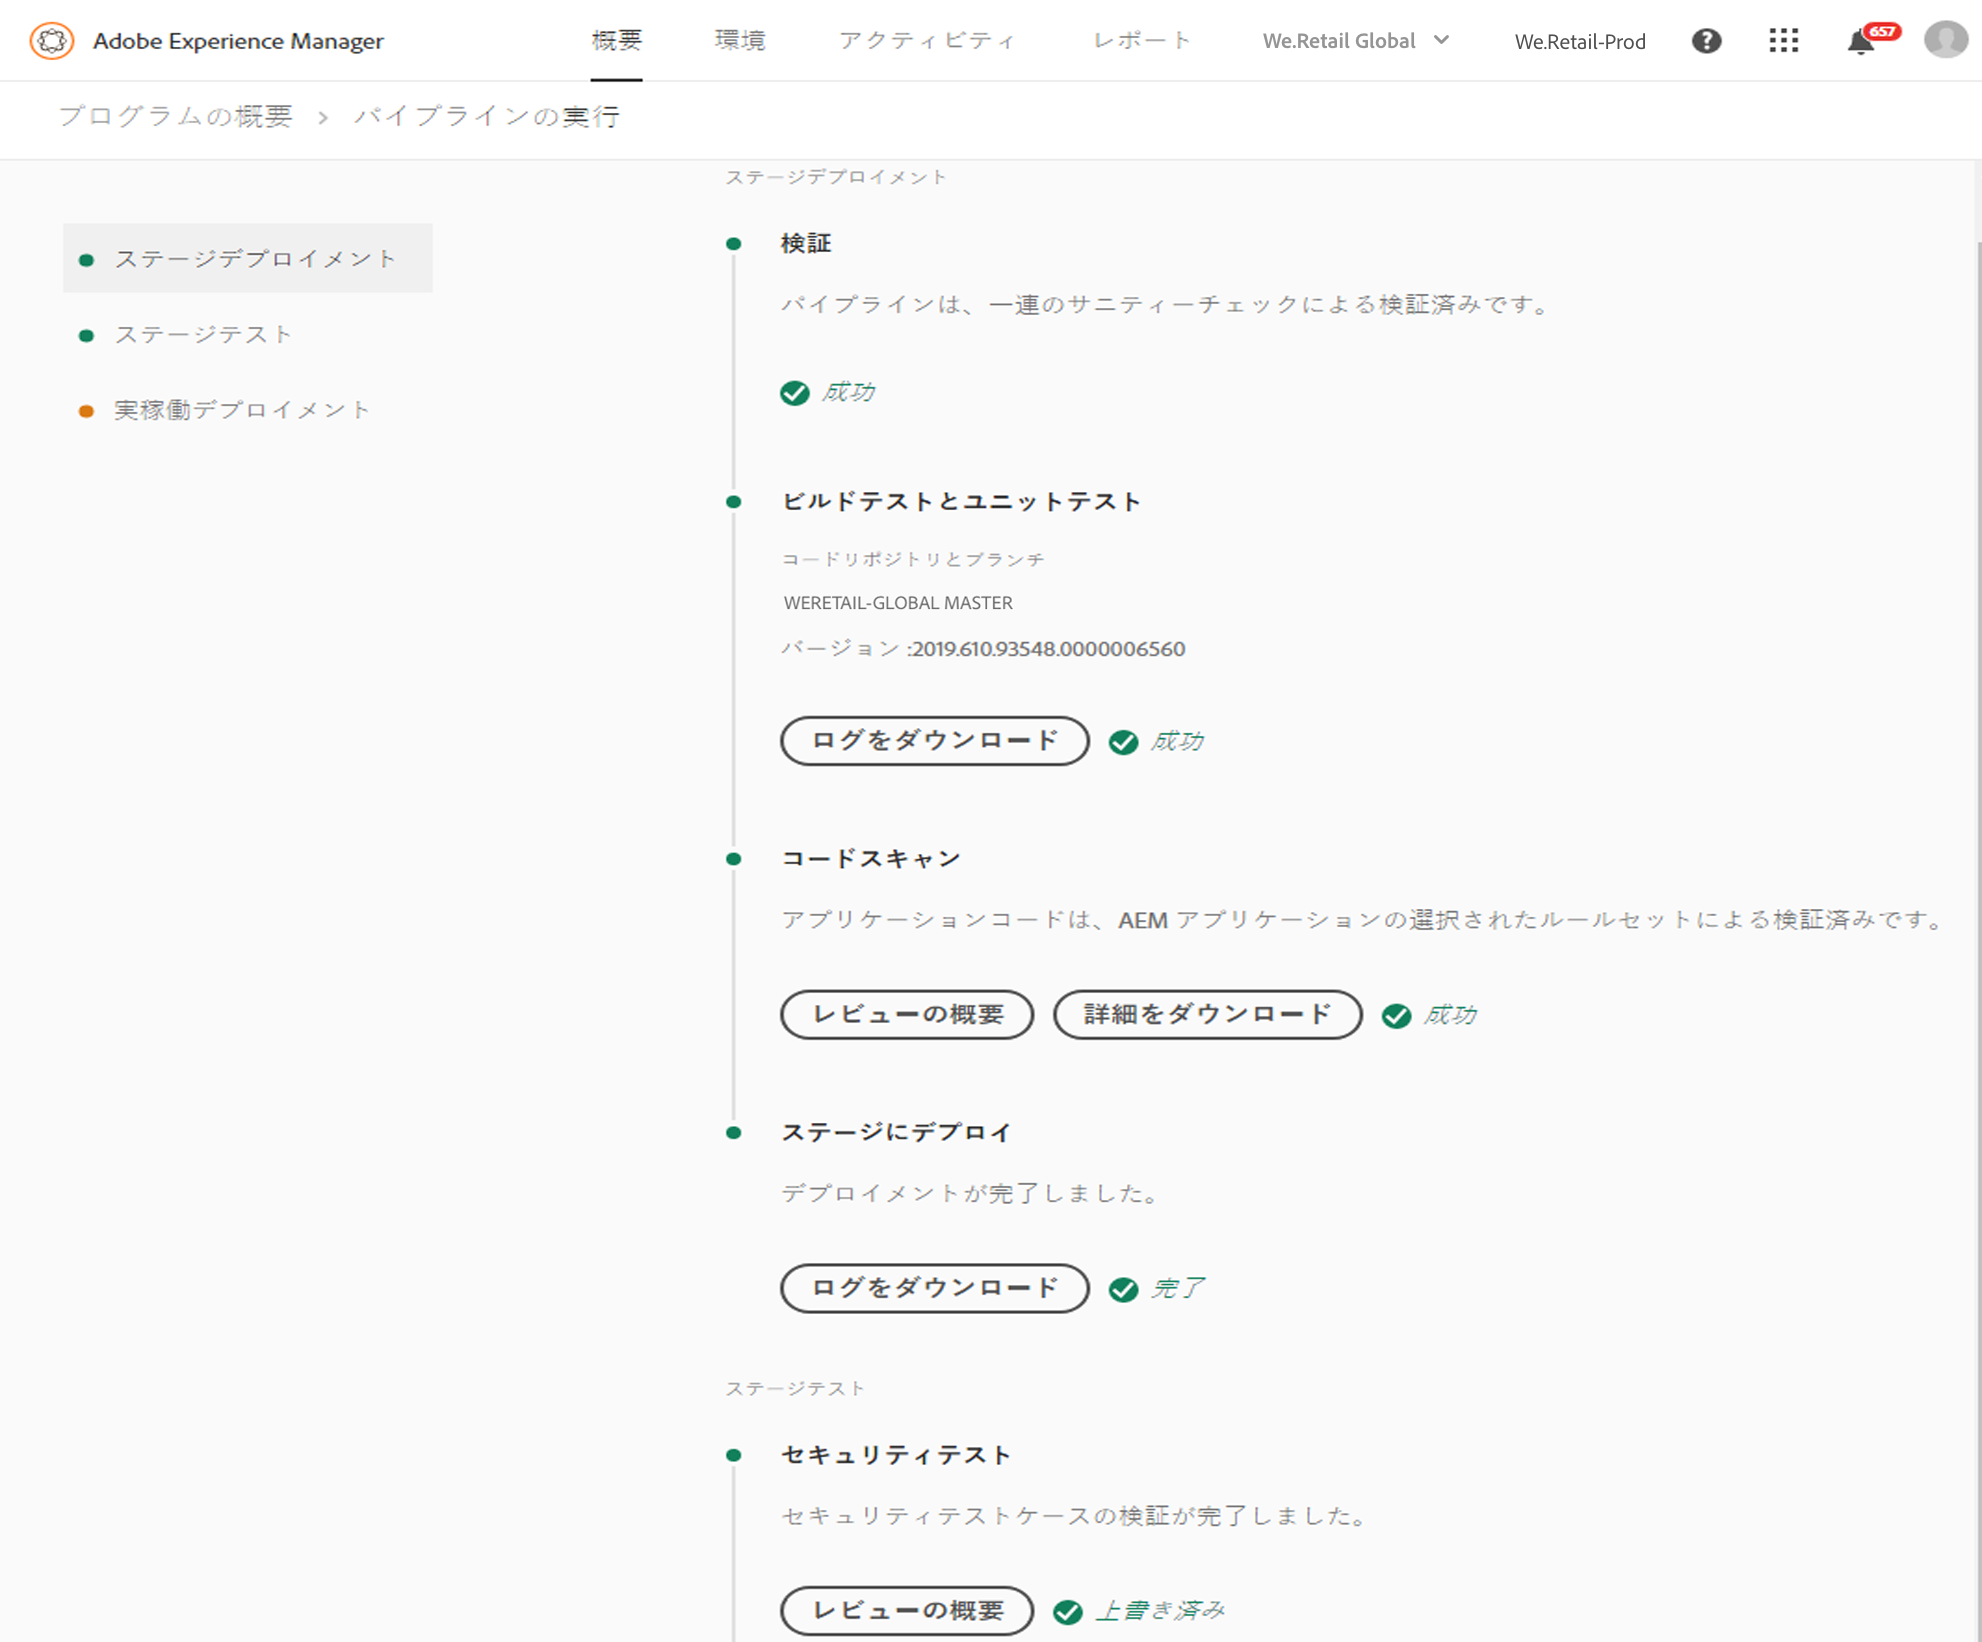 Adobe Experience Manager 概要 環境 アクティビティ レポート We.Retail Global We.Retail-Prod ? 657
プログラムの概要 › パイプラインの実行
ステージデプロイメント
ステージテスト
実稼働デプロイメント
ステージデプロイメント
検証
パイプラインは、一連のサニティーチェックによる検証済みです。
成功
ビルドテストとユニットテスト
コードリポジトリとブランチ
WERETAIL-GLOBAL MASTER
バージョン :2019.610.93548.0000006560
ログをダウンロード 成功
コードスキャン
アプリケーションコードは、AEM アプリケーションの選択されたルールセットによる検証済みです。
レビューの概要 詳細をダウンロード 成功
ステージにデプロイ
デプロイメントが完了しました。
ログをダウンロード 完了
ステージテスト
セキュリティテスト
セキュリティテストケースの検証が完了しました。
レビューの概要 上書き済み